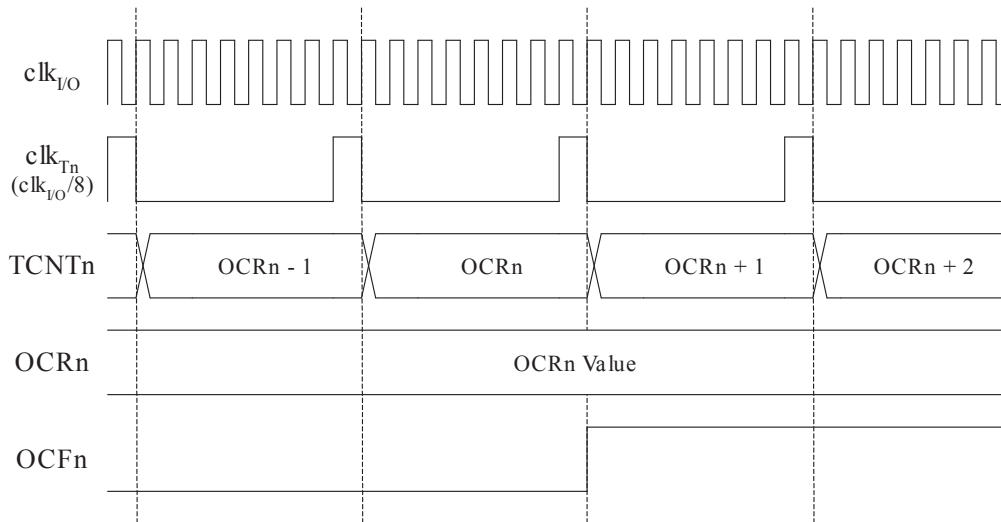 clkI/O
clkTn
(clkI/O/8)
TCNTn
OCRn - 1
OCRn
OCRn + 1
OCRn + 2
OCRn
OCRn Value
OCFn